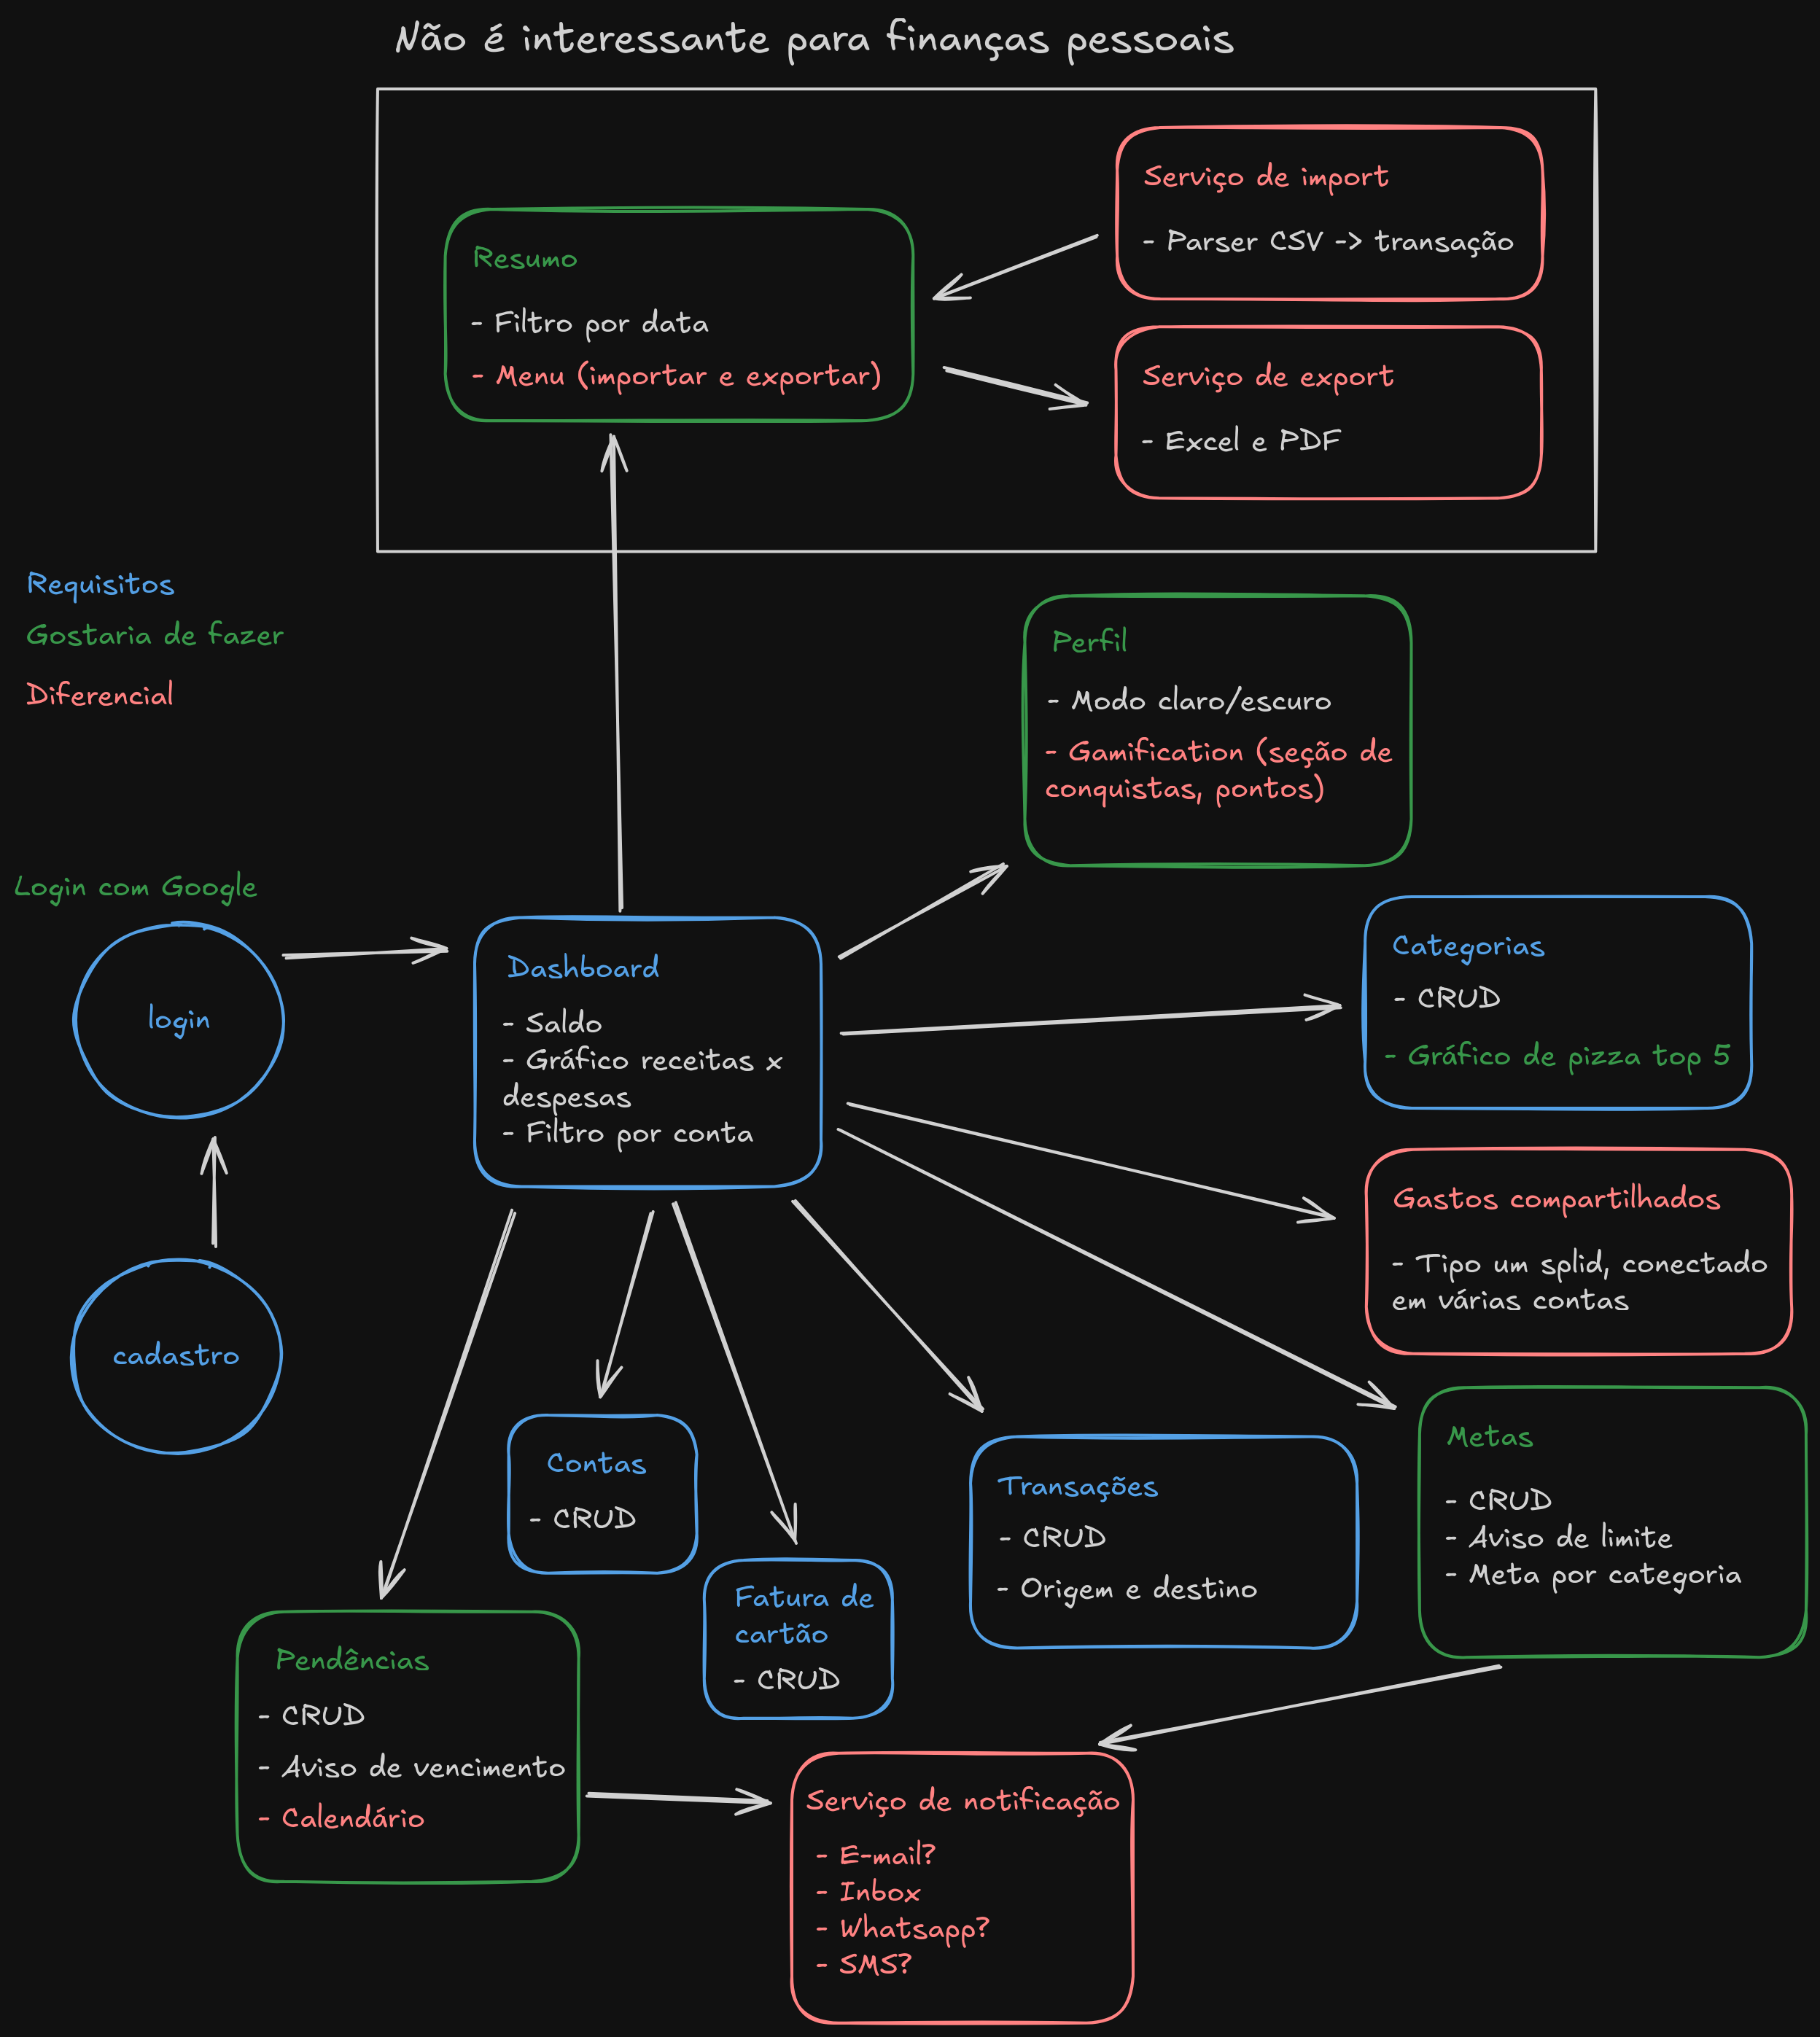 Não é interessante para finanças pessoais
Serviço de import
- Parser CSV -> transação
Resumo
- Filtro por data
- Menu (importar e exportar)
Serviço de export
- Excel e PDF
Requisitos
Gostaria de fazer
Diferencial
Perfil
- Modo claro/escuro
- Gamification (seção de
conquistas, pontos)
Login com Google
login
cadastro
Dashboard
- Saldo
- Gráfico receitas x
despesas
- Filtro por conta
Categorias
- CRUD
- Gráfico de pizza top 5
Gastos compartilhados
- Tipo um splid, conectado
em várias contas
Contas
- CRUD
Fatura de
cartão
- CRUD
Transações
- CRUD
- Origem e destino
Metas
- CRUD
- Aviso de limite
- Meta por categoria
Pendências
- CRUD
- Aviso de vencimento
- Calendário
Serviço de notificação
- E-mail?
- Inbox
- Whatsapp?
- SMS?